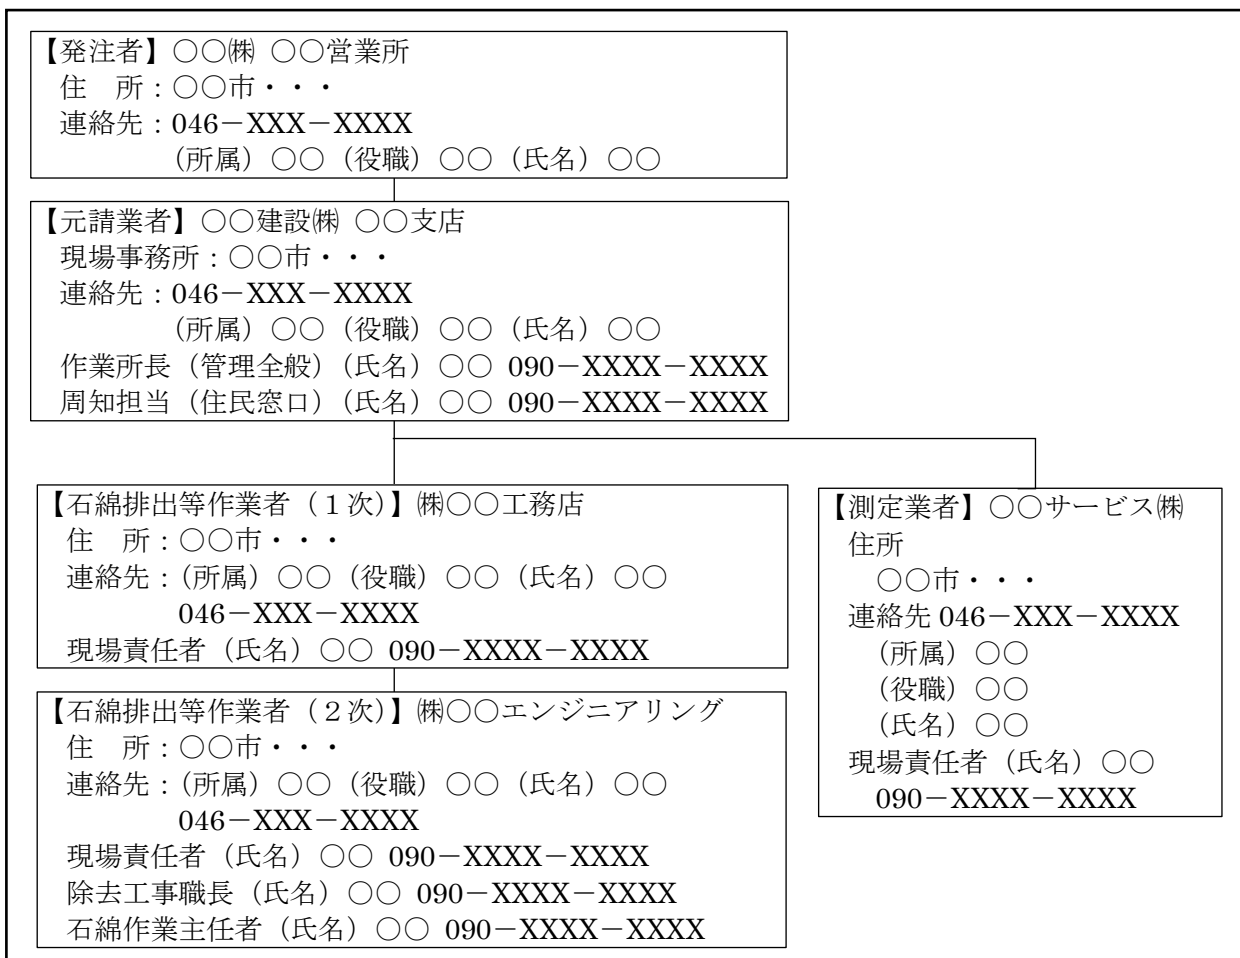 【発注者】○○㈱ ○○営業所
住　所：○○市・・・
連絡先：046－XXX－XXXX
（所属）○○（役職）○○（氏名）○○
【元請業者】○○建設㈱ ○○支店
現場事務所：○○市・・・
連絡先：046－XXX－XXXX
（所属）○○（役職）○○（氏名）○○
作業所長（管理全般）（氏名）○○ 090－XXXX－XXXX
周知担当（住民窓口）（氏名）○○ 090－XXXX－XXXX
【石綿排出等作業者（１次）】㈱○○工務店
住　所：○○市・・・
連絡先：（所属）○○（役職）○○（氏名）○○
046－XXX－XXXX
現場責任者（氏名）○○ 090－XXXX－XXXX
【石綿排出等作業者（２次）】㈱○○エンジニアリング
住　所：○○市・・・
連絡先：（所属）○○（役職）○○（氏名）○○
046－XXX－XXXX
現場責任者（氏名）○○ 090－XXXX－XXXX
除去工事職長（氏名）○○ 090－XXXX－XXXX
石綿作業主任者（氏名）○○ 090－XXXX－XXXX
【測定業者】○○サービス㈱
住所
○○市・・・
連絡先 046－XXX－XXXX
（所属）○○
（役職）○○
（氏名）○○
現場責任者（氏名）○○
090－XXXX－XXXX